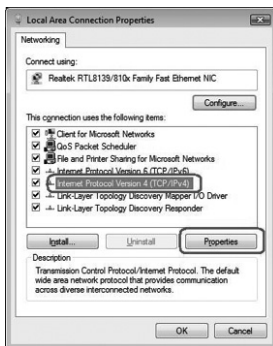 Local Area Connection Properties
Networking
Connect using:
Realtek RTL8139/810x Family Fast Ethernet NIC
Configure...
This connection uses the following items:
Client for Microsoft Networks
QoS Packet Scheduler
File and Printer Sharing for Microsoft Networks
Internet Protocol Version 6 (TCP/IPv6)
Internet Protocol Version 4 (TCP/IPv4)
Link-Layer Topology Discovery Mapper I/O Driver
Link-Layer Topology Discovery Responder
Install... Uninstall Properties
Description
Transmission Control Protocol/Internet Protocol. The default
wide area network protocol that provides communication
across diverse interconnected networks.
OK Cancel